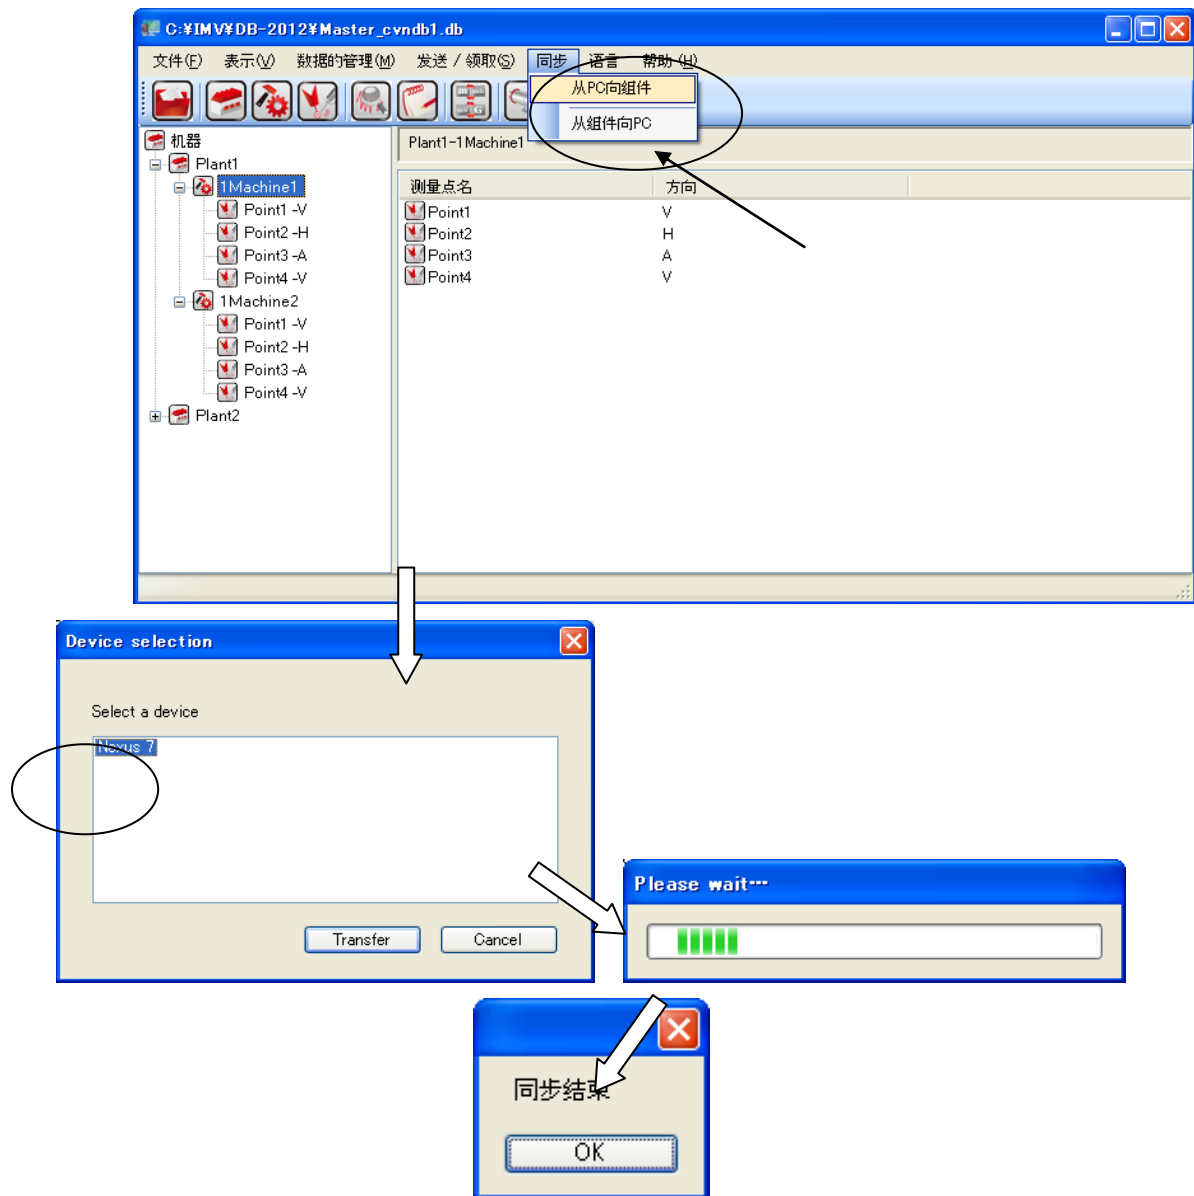 C:¥IMV¥DB-2012¥Master_cvndb1.db
文件(F) 表示(V) 数据的管理(M) 发送 / 领取(S) 同步 语言 帮助 (H)
从PC向组件
从组件向PC
机器
Plant1
1Machine1
Point1 -V
Point2 -H
Point3 -A
Point4 -V
1Machine2
Point1 -V
Point2 -H
Point3 -A
Point4 -V
Plant2
Plant1-1Machine1
测量点名 方向
Point1 V
Point2 H
Point3 A
Point4 V
Device selection
Select a device
Nexus 7
Transfer Cancel
Please wait…
同步结束
OK